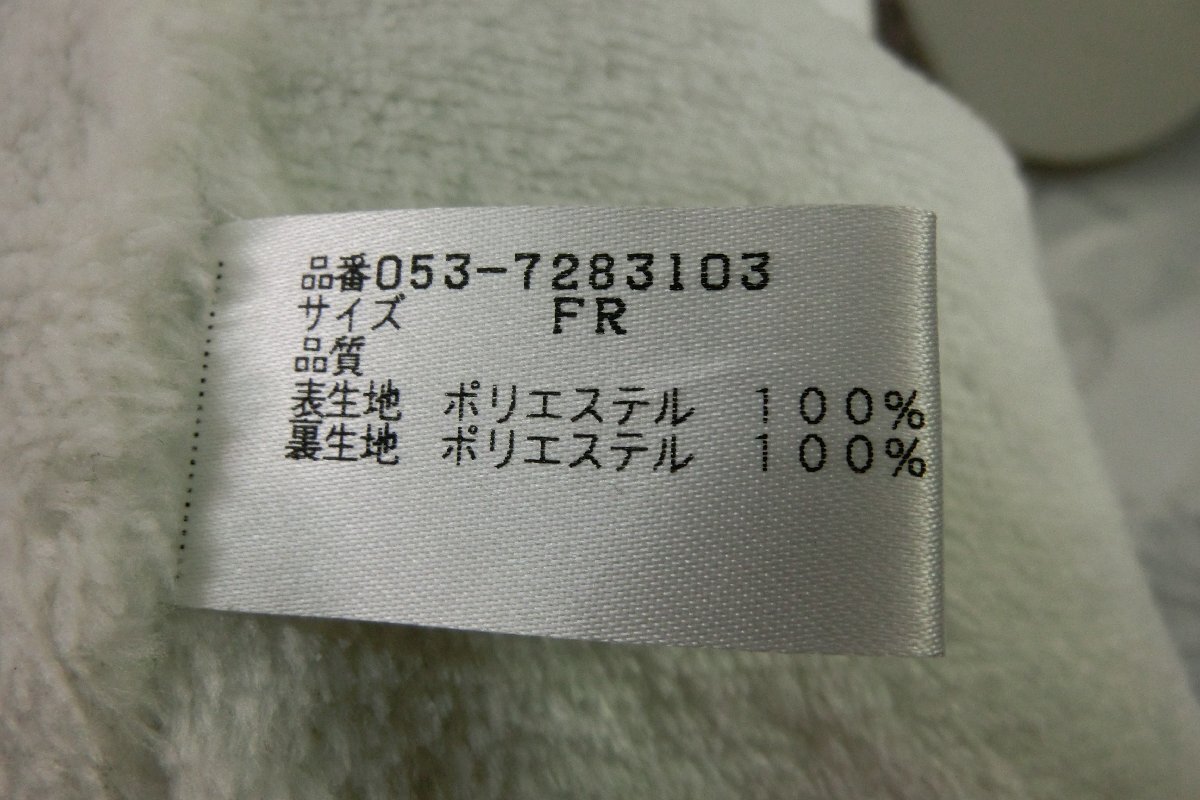 品番053-7283103
サイズ FR
品質
表生地 ポリエステル 100%
裏生地 ポリエステル 100%